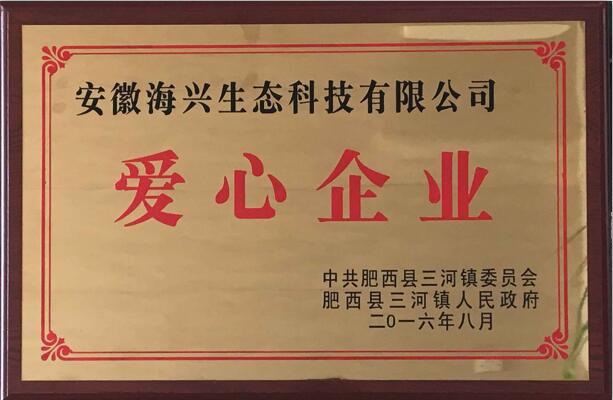 安徽海兴生态科技有限公司
爱心企业
中共肥西县三河镇委员会
肥西县三河镇人民政府
二0一六年八月